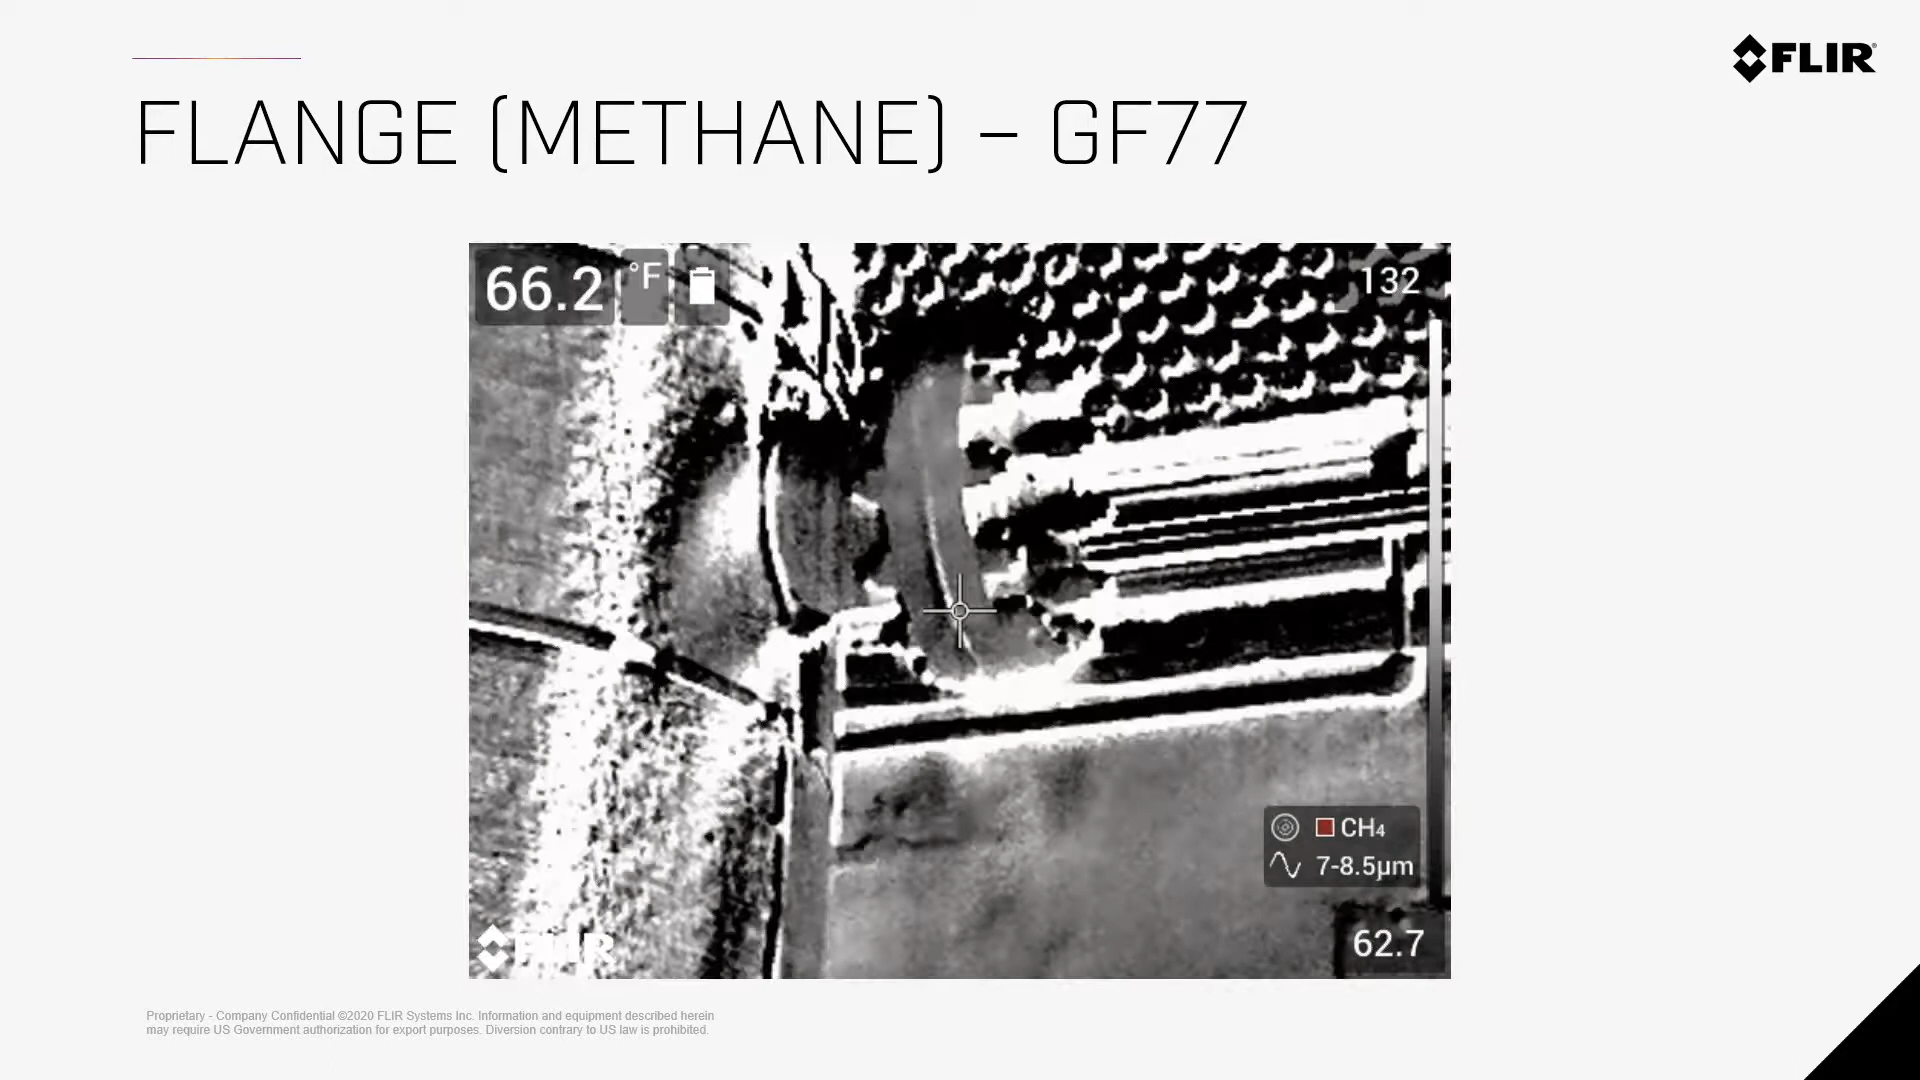 FLIR
FLANGE (METHANE) – GF77
66.2 °F
132
CH₄
7-8.5µm
62.7
FLIR
Proprietary - Company Confidential ©2020 FLIR Systems Inc. Information and equipment described herein
may require US Government authorization for export purposes. Diversion contrary to US law is prohibited.